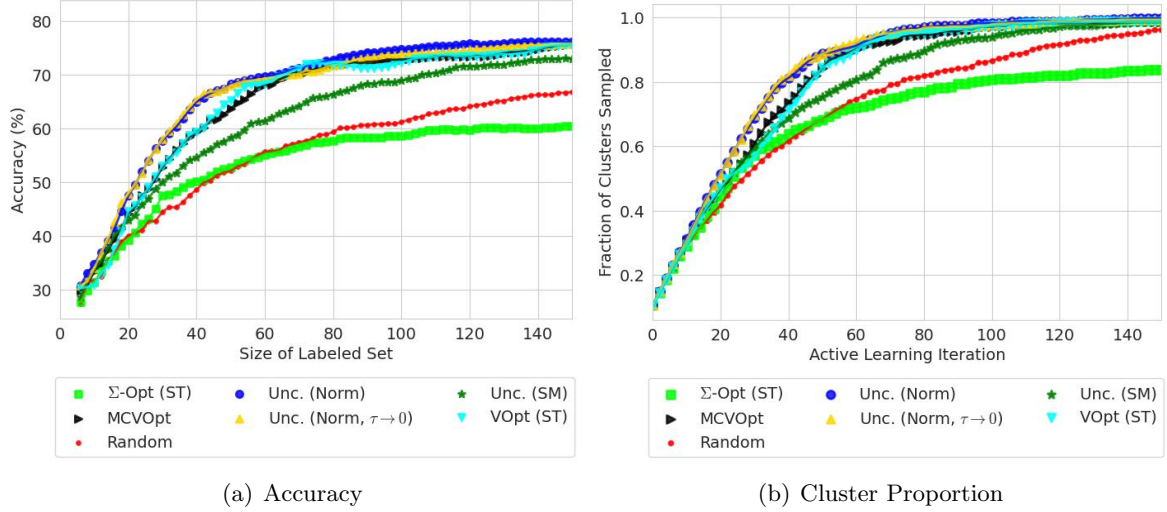 80
70
60
50
40
30
Accuracy (%)
0 20 40 60 80 100 120 140
Size of Labeled Set
Σ-Opt (ST) Unc. (Norm) Unc. (SM)
MCVOpt Unc. (Norm, τ→0) VOpt (ST)
Random
(a) Accuracy
1.0
0.8
0.6
0.4
0.2
Fraction of Clusters Sampled
0 20 40 60 80 100 120 140
Active Learning Iteration
Σ-Opt (ST) Unc. (Norm) Unc. (SM)
MCVOpt Unc. (Norm, τ→0) VOpt (ST)
Random
(b) Cluster Proportion